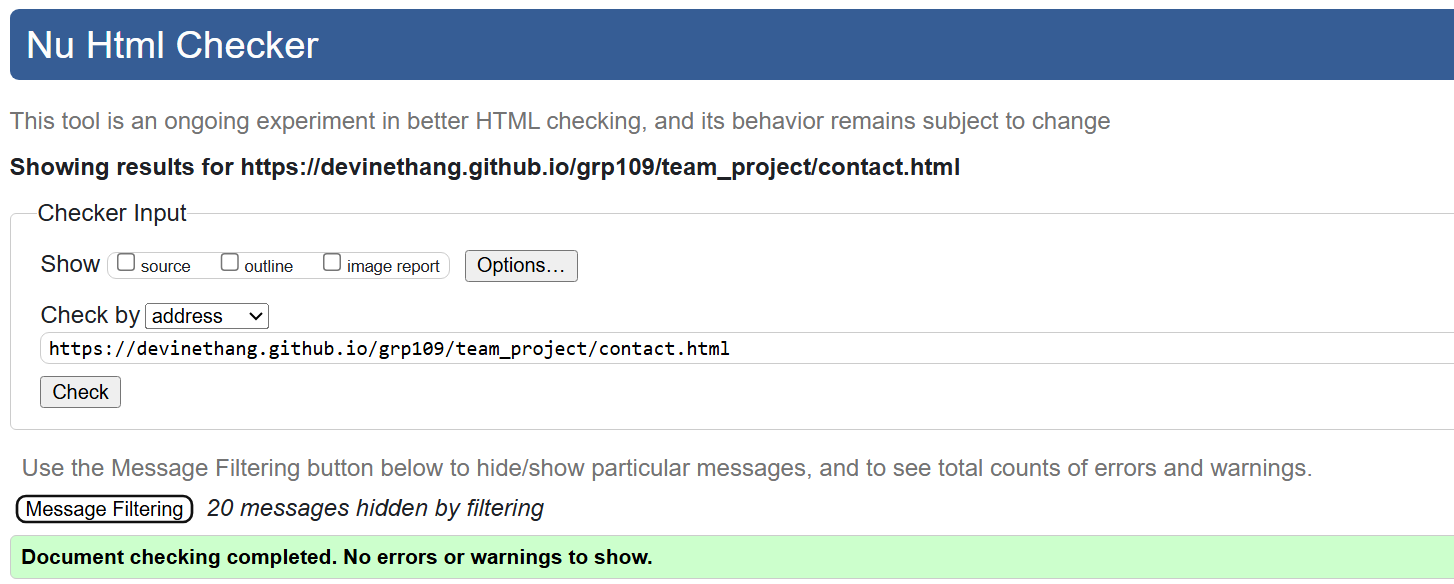 Nu Html Checker
This tool is an ongoing experiment in better HTML checking, and its behavior remains subject to change
Showing results for https://devinethang.github.io/grp109/team_project/contact.html
Checker Input
Show source outline image report Options...
Check by address
https://devinethang.github.io/grp109/team_project/contact.html
Check
Use the Message Filtering button below to hide/show particular messages, and to see total counts of errors and warnings.
Message Filtering 20 messages hidden by filtering
Document checking completed. No errors or warnings to show.